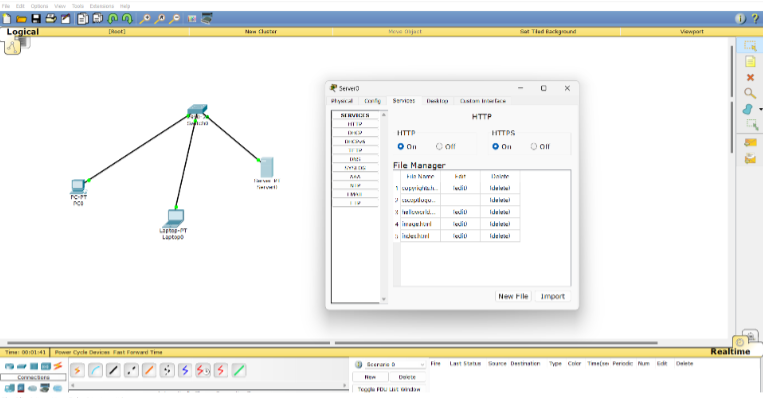 File Edit Options View Tools Extensions Help
Logical [Root] New Cluster Move Object Set Tiled Background Viewport
Server0
Physical Config Services Desktop Custom Interface
SERVICES
HTTP
DHCP
DHCPv6
TFTP
DNS
SYSLOG
AAA
NTP
EMAIL
FTP
HTTP
HTTP HTTPS
On Off On Off
File Manager
File Name Edit Delete
1 copyrights.h... (edit) (delete)
2 cscoptlogo... (delete)
3 helloworld... (edit) (delete)
4 image.html (edit) (delete)
5 index.html (edit) (delete)
New File Import
Switch0
Server-PT
Server0
PC-PT
PC0
Laptop-PT
Laptop0
Time: 00:01:41 Power Cycle Devices Fast Forward Time Realtime
Connections
Scenario 0
New Delete
Toggle PDU List Window
Fire Last Status Source Destination Type Color Time(sec Periodic Num Edit Delete